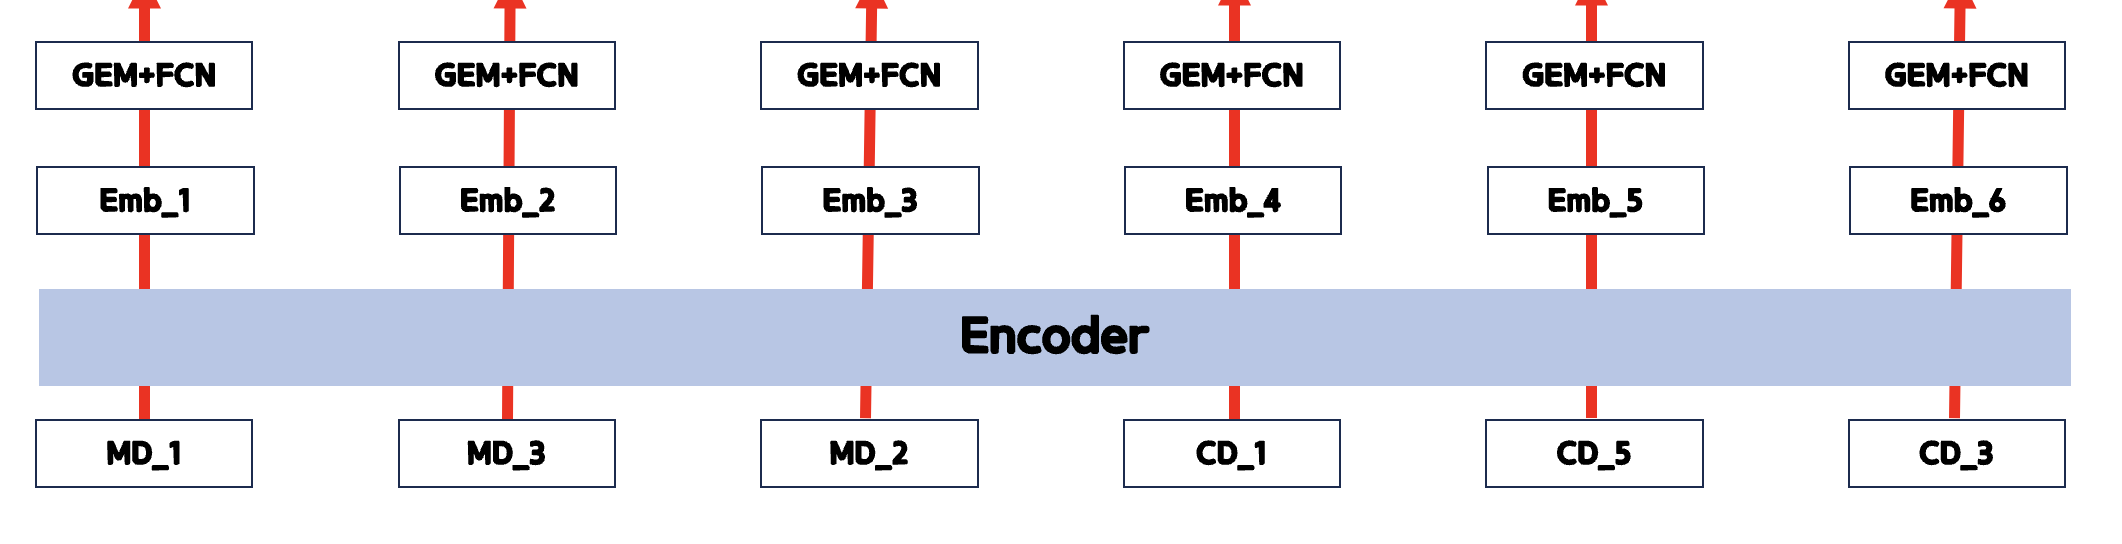 GEM+FCN GEM+FCN GEM+FCN GEM+FCN GEM+FCN GEM+FCN
Emb_1 Emb_2 Emb_3 Emb_4 Emb_5 Emb_6
Encoder
MD_1 MD_3 MD_2 CD_1 CD_5 CD_3